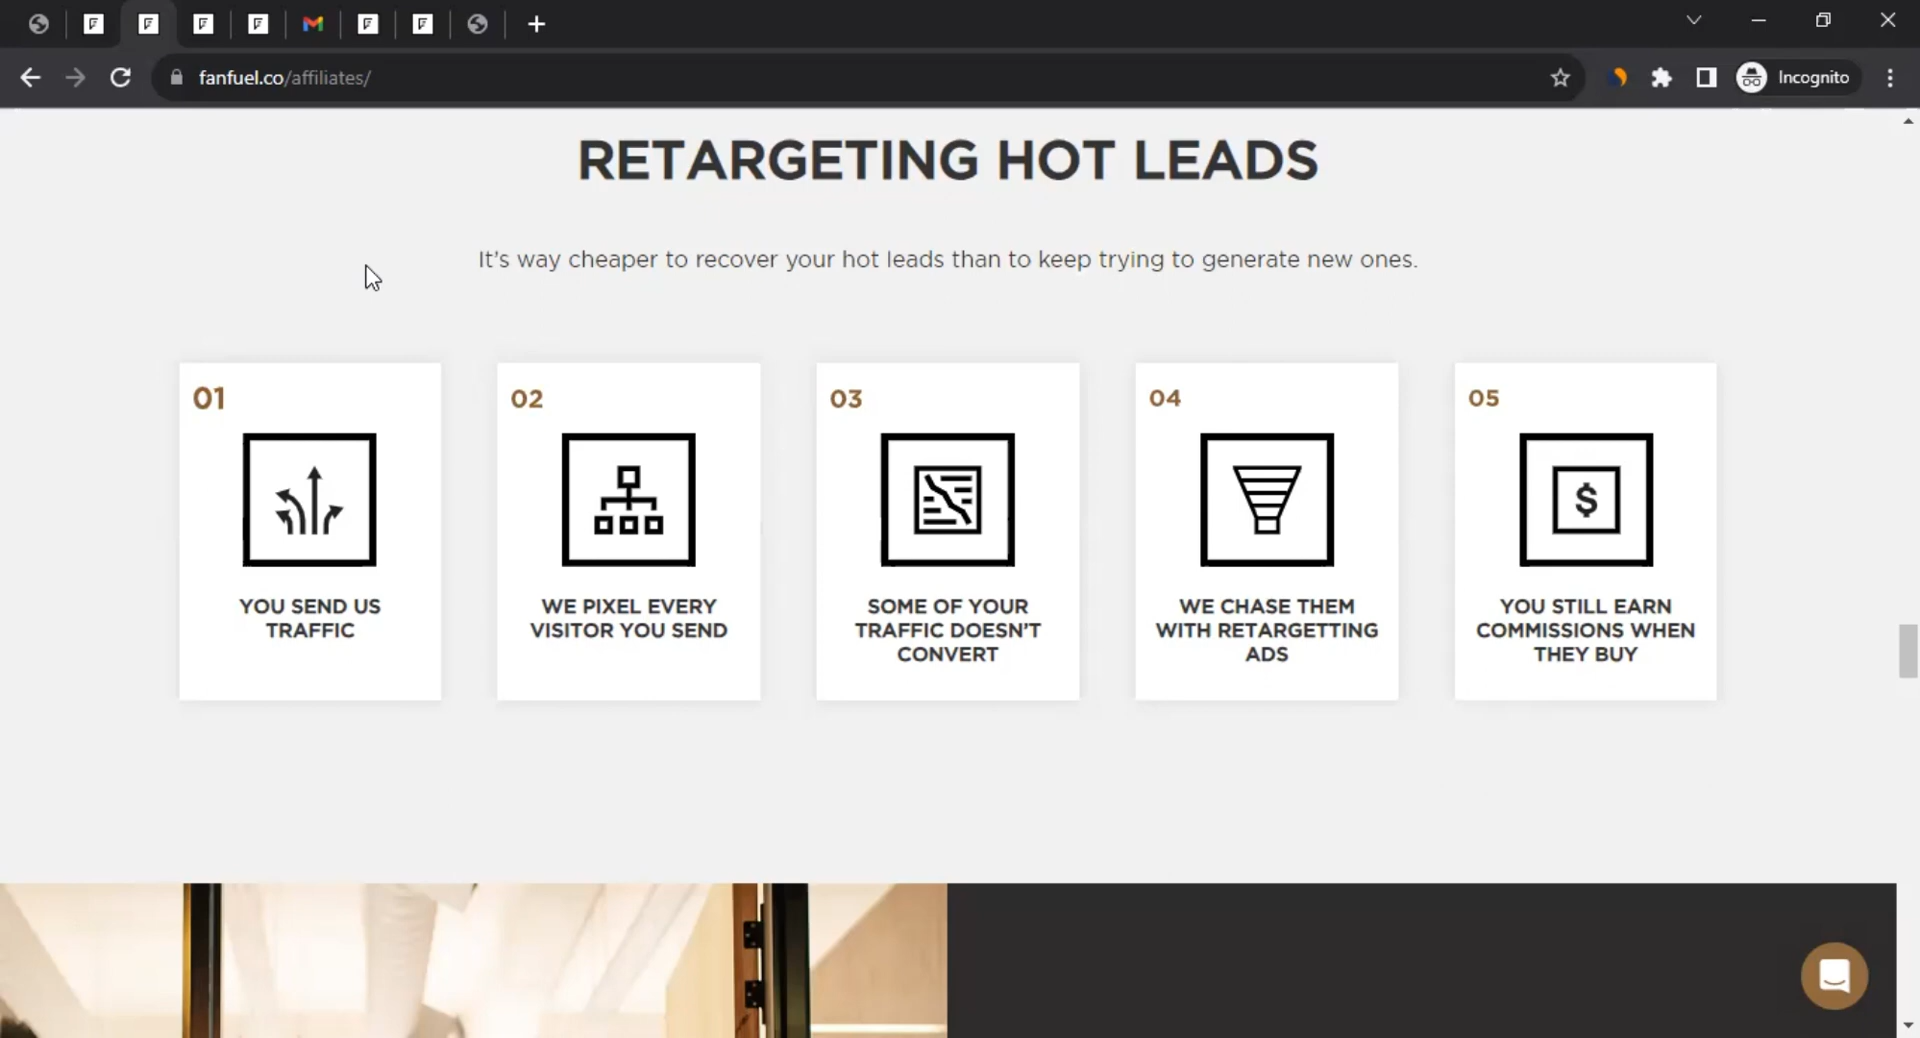 fanfuel.co/affiliates/
Incognito
RETARGETING HOT LEADS
It's way cheaper to recover your hot leads than to keep trying to generate new ones.
01
YOU SEND US
TRAFFIC
02
WE PIXEL EVERY
VISITOR YOU SEND
03
SOME OF YOUR
TRAFFIC DOESN'T
CONVERT
04
WE CHASE THEM
WITH RETARGETTING
ADS
05
$
YOU STILL EARN
COMMISSIONS WHEN
THEY BUY